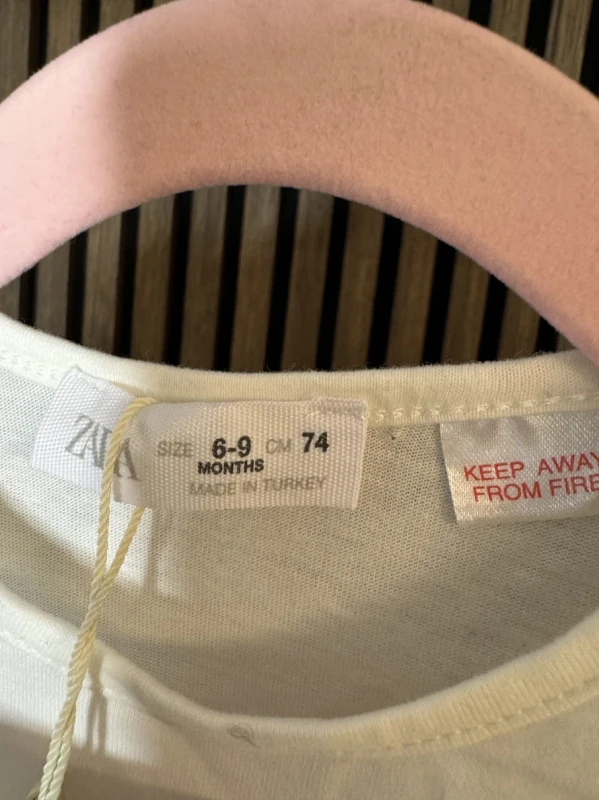 ZARA
SIZE 6-9 CM 74
MONTHS
MADE IN TURKEY
KEEP AWAY
FROM FIRE